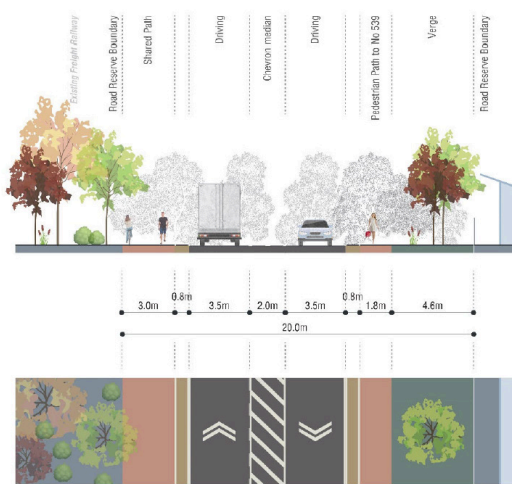 Existing Freight Railway
Road Reserve Boundary
Shared Path
Driving
Chevron median
Driving
Pedestrian Path to No 539
Verge
Road Reserve Boundary
3.0m
0.8m
3.5m
2.0m
3.5m
0.8m
1.8m
4.6m
20.0m